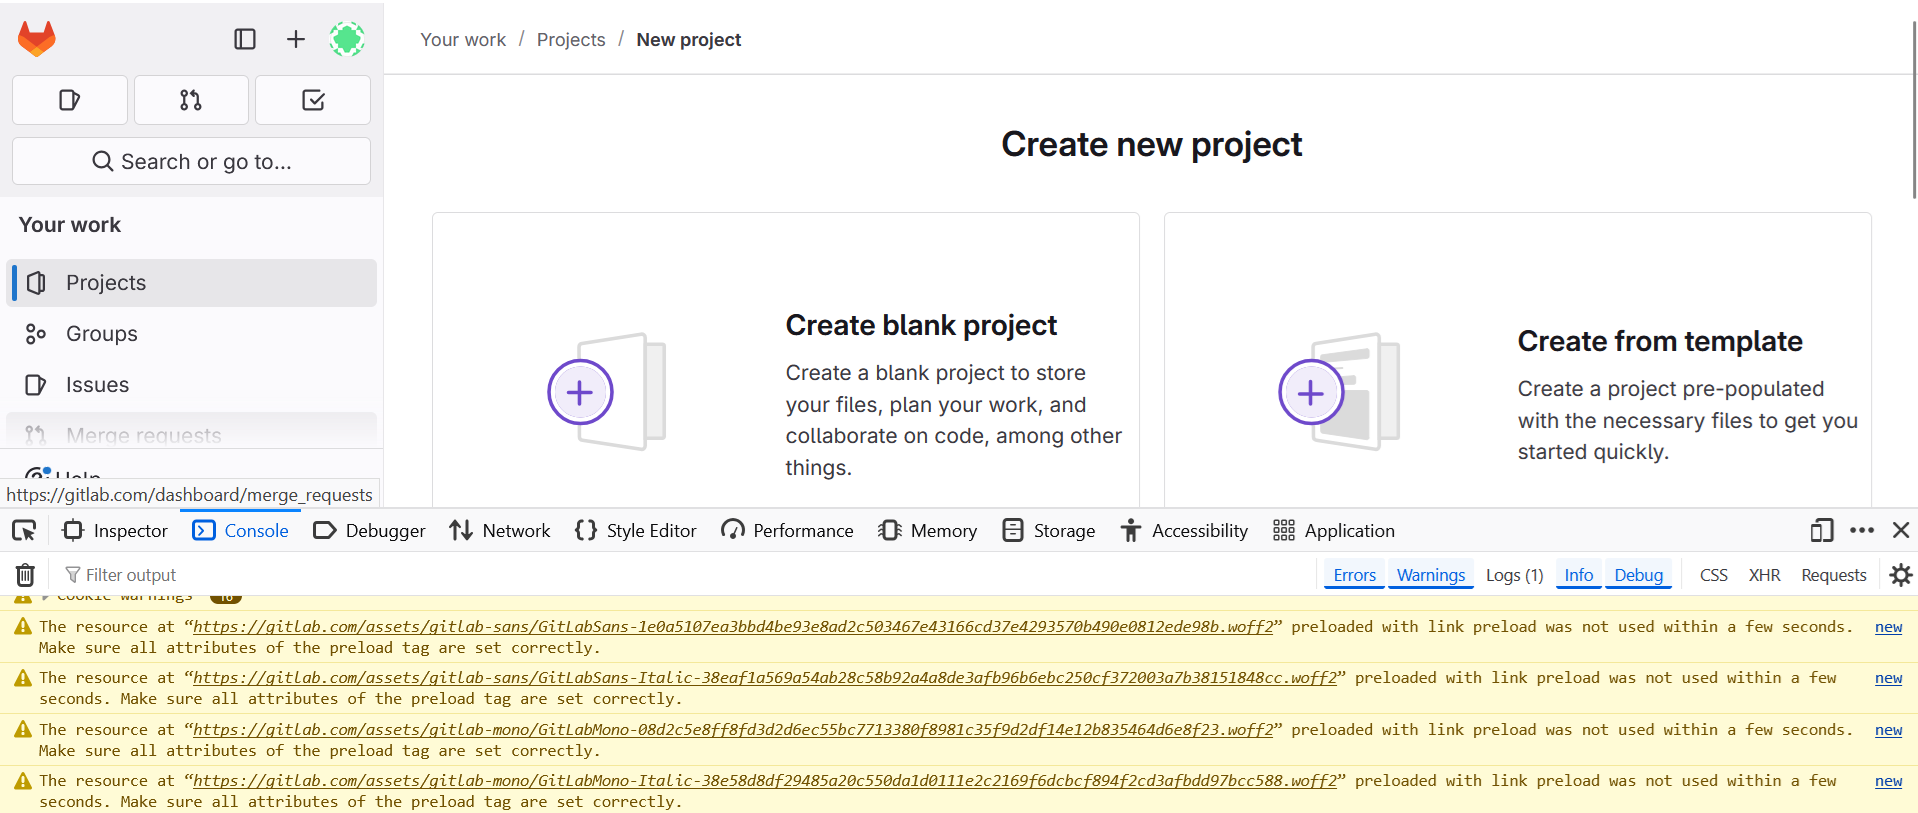 Your work / Projects / New project
Search or go to...
Your work
Projects
Groups
Issues
Merge requests
Help
https://gitlab.com/dashboard/merge_requests
Create new project
Create blank project
Create a blank project to store
your files, plan your work, and
collaborate on code, among other
things.
Create from template
Create a project pre-populated
with the necessary files to get you
started quickly.
Inspector Console Debugger Network Style Editor Performance Memory Storage Accessibility Application
Filter output Errors Warnings Logs (1) Info Debug CSS XHR Requests
Cookie warnings 16
The resource at “https://gitlab.com/assets/gitlab-sans/GitLabSans-1e0a5107ea3bbd4be93e8ad2c503467e43166cd37e4293570b490e0812ede98b.woff2” preloaded with link preload was not used within a few seconds. new
Make sure all attributes of the preload tag are set correctly.
The resource at “https://gitlab.com/assets/gitlab-sans/GitLabSans-Italic-38eaf1a569a54ab28c58b92a4a8de3afb96b6ebc250cf372003a7b38151848cc.woff2” preloaded with link preload was not used within a few new
seconds. Make sure all attributes of the preload tag are set correctly.
The resource at “https://gitlab.com/assets/gitlab-mono/GitLabMono-08d2c5e8ff8fd3d2d6ec55bc7713380f8981c35f9d2df14e12b835464d6e8f23.woff2” preloaded with link preload was not used within a few seconds. new
Make sure all attributes of the preload tag are set correctly.
The resource at “https://gitlab.com/assets/gitlab-mono/GitLabMono-Italic-38e58d8df29485a20c550da1d0111e2c2169f6dcbcf894f2cd3afbdd97bcc588.woff2” preloaded with link preload was not used within a few new
seconds. Make sure all attributes of the preload tag are set correctly.